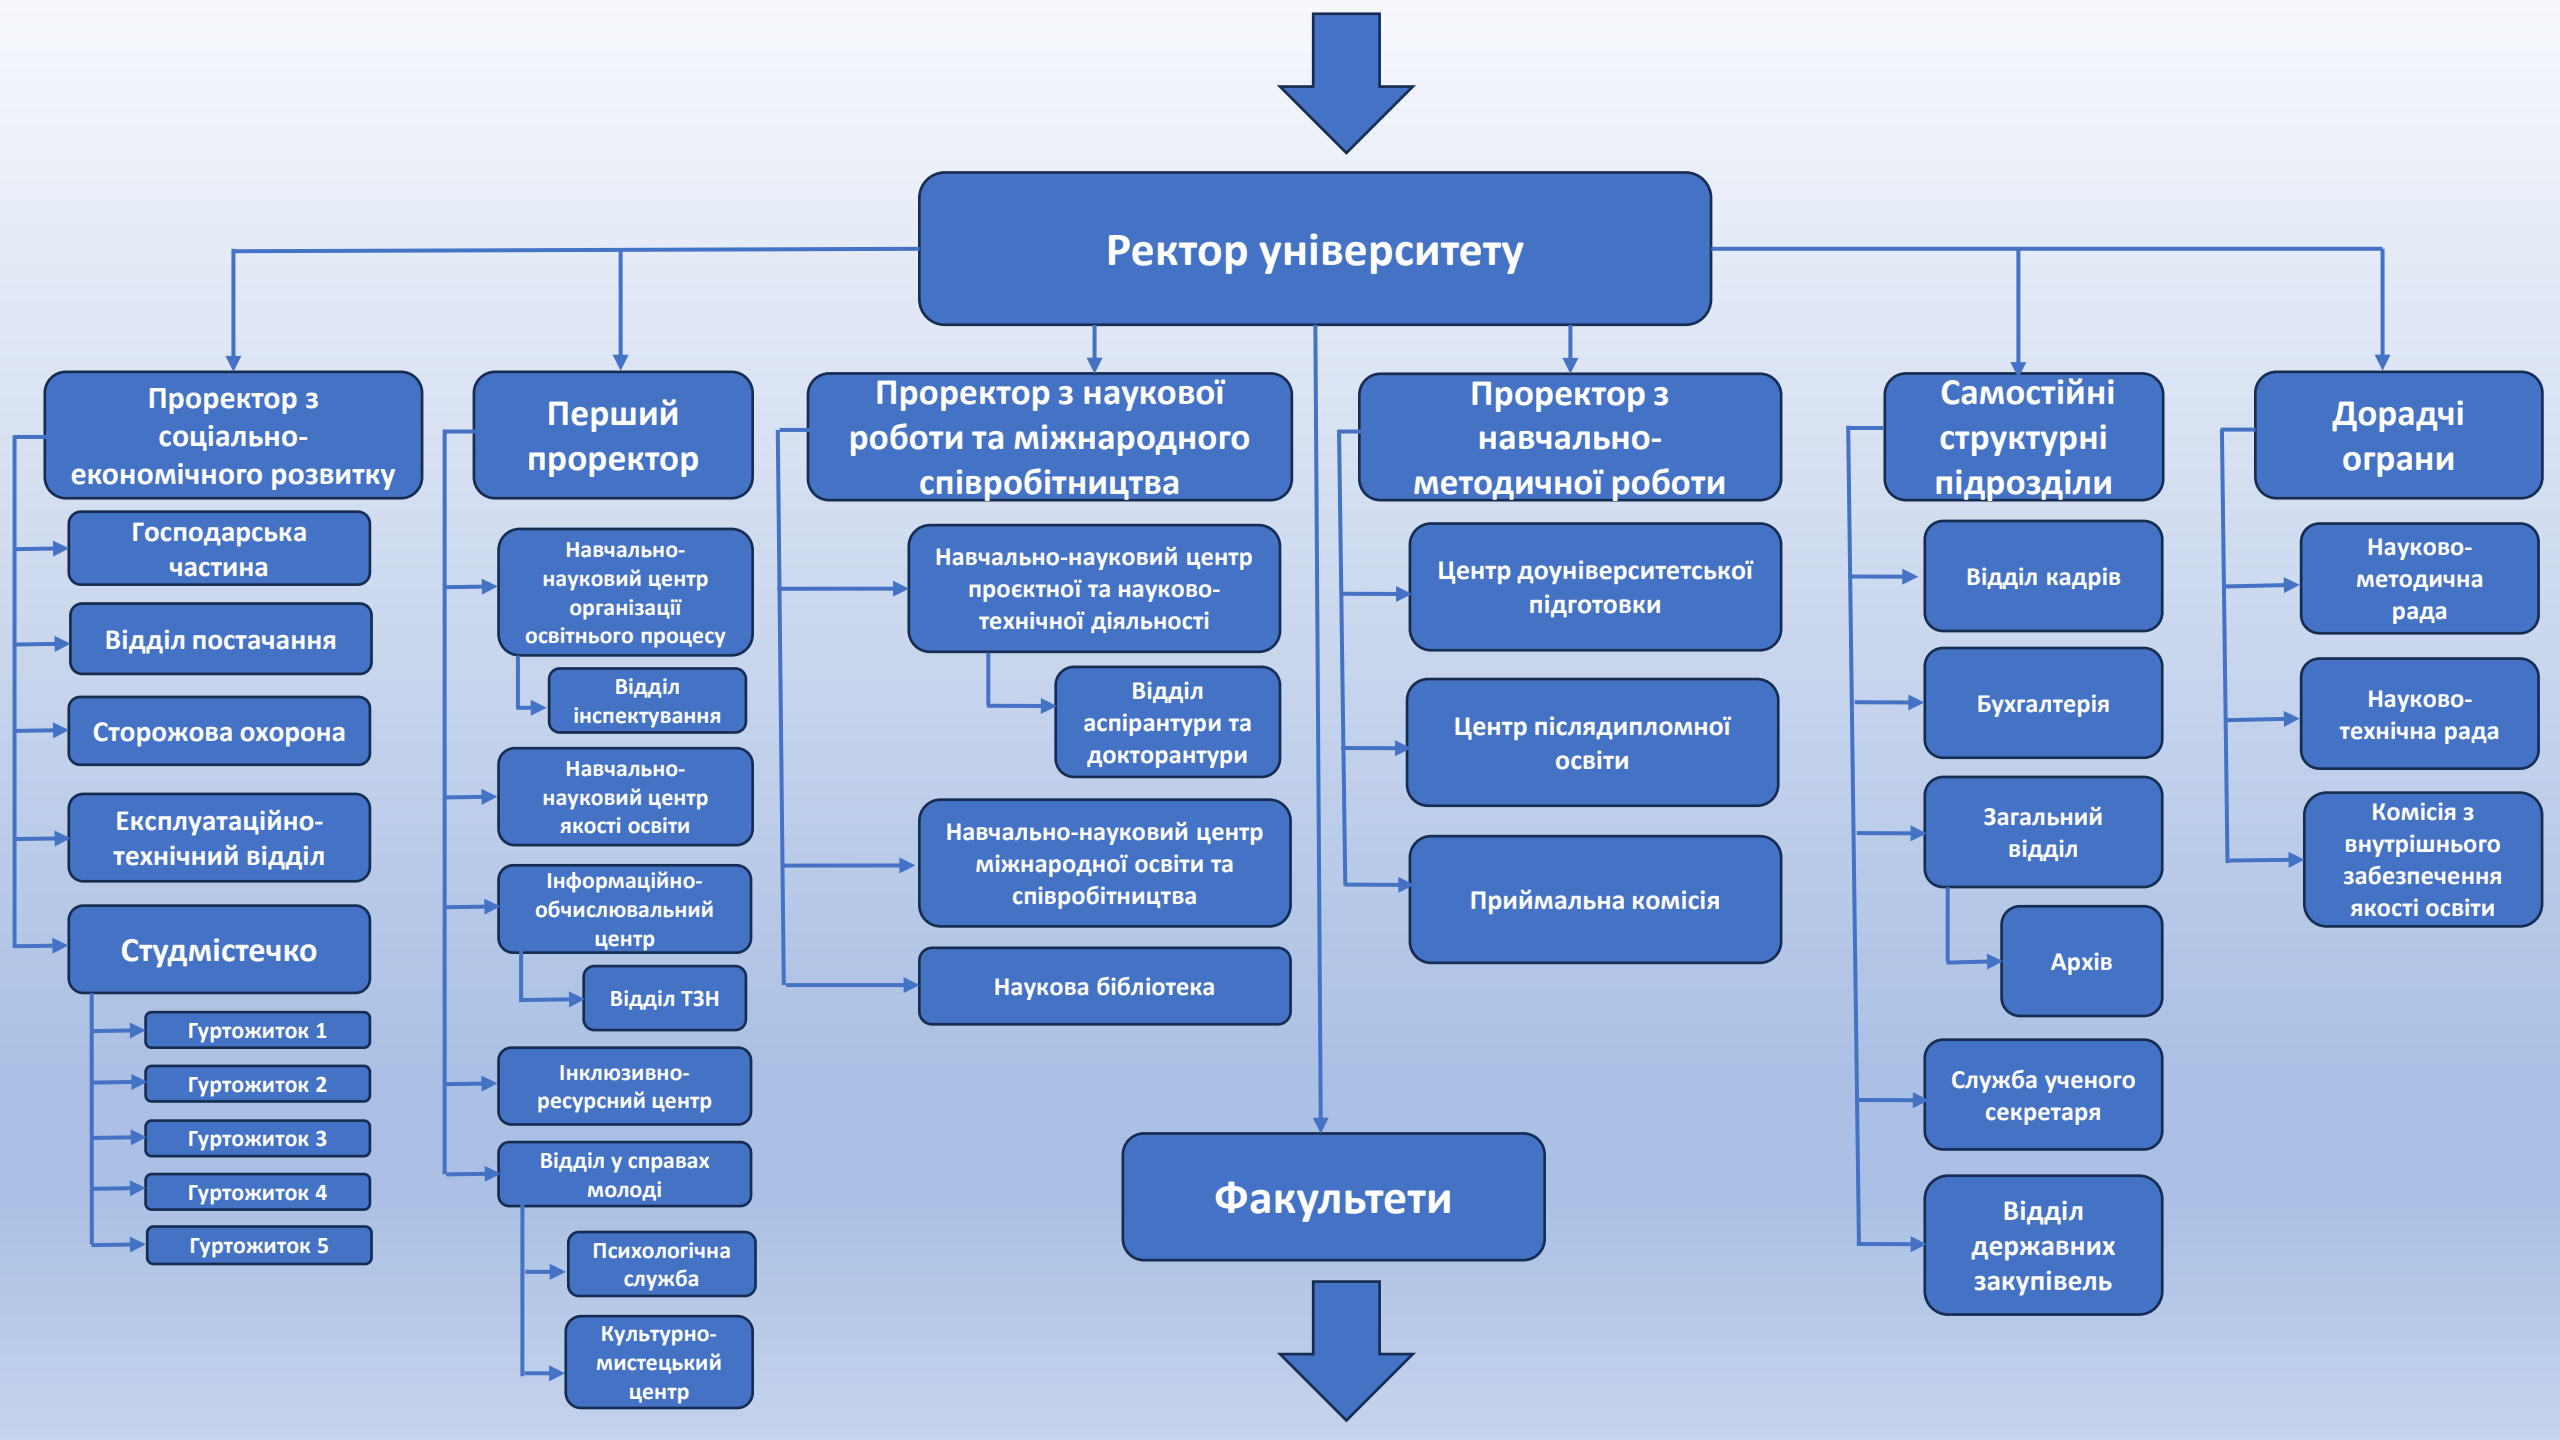 Ректор університету
Проректор з
соціально-
економічного розвитку
Господарська
частина
Відділ постачання
Сторожова охорона
Експлуатаційно-
технічний відділ
Студмістечко
Гуртожиток 1
Гуртожиток 2
Гуртожиток 3
Гуртожиток 4
Гуртожиток 5
Перший
проректор
Навчально-
науковий центр
організації
освітнього процесу
Відділ
інспектування
Навчально-
науковий центр
якості освіти
Інформаційно-
обчислювальний
центр
Відділ ТЗН
Інклюзивно-
ресурсний центр
Відділ у справах
молоді
Психологічна
служба
Культурно-
мистецький
центр
Проректор з наукової
роботи та міжнародного
співробітництва
Навчально-науковий центр
проєктної та науково-
технічної діяльності
Відділ
аспірантури та
докторантури
Навчально-науковий центр
міжнародної освіти та
співробітництва
Наукова бібліотека
Проректор з
навчально-
методичної роботи
Центр доуніверситетської
підготовки
Центр післядипломної
освіти
Приймальна комісія
Факультети
Самостійні
структурні
підрозділи
Відділ кадрів
Бухгалтерія
Загальний
відділ
Архів
Служба ученого
секретаря
Відділ
державних
закупівель
Дорадчі
ограни
Науково-
методична
рада
Науково-
технічна рада
Комісія з
внутрішнього
забезпечення
якості освіти